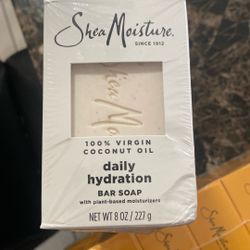 SheaMoisture®
SINCE 1912
100% VIRGIN
COCONUT OIL
daily
hydration
BAR SOAP
with plant-based moisturizers
NET WT 8 OZ / 227 g